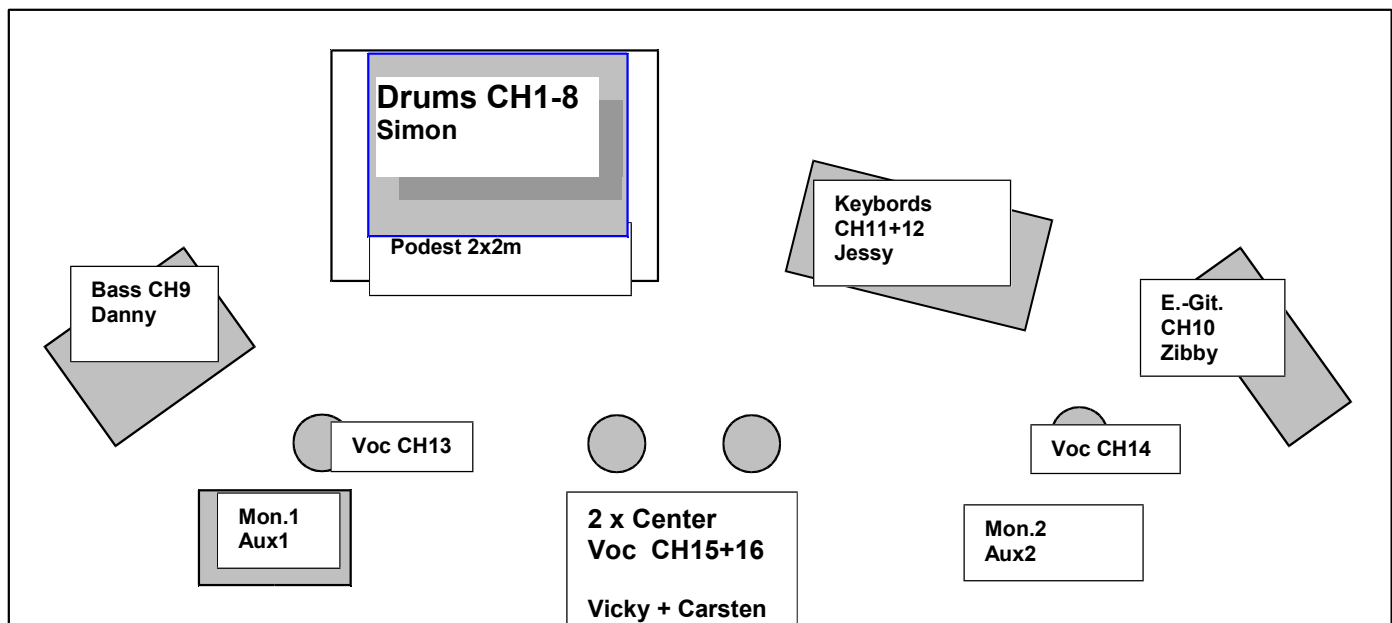 Drums CH1-8
Simon
Podest 2x2m
Keybords
CH11+12
Jessy
Bass CH9
Danny
E.-Git.
CH10
Zibby
Voc CH13
Voc CH14
Mon.1
Aux1
2 x Center
Voc CH15+16
Vicky + Carsten
Mon.2
Aux2